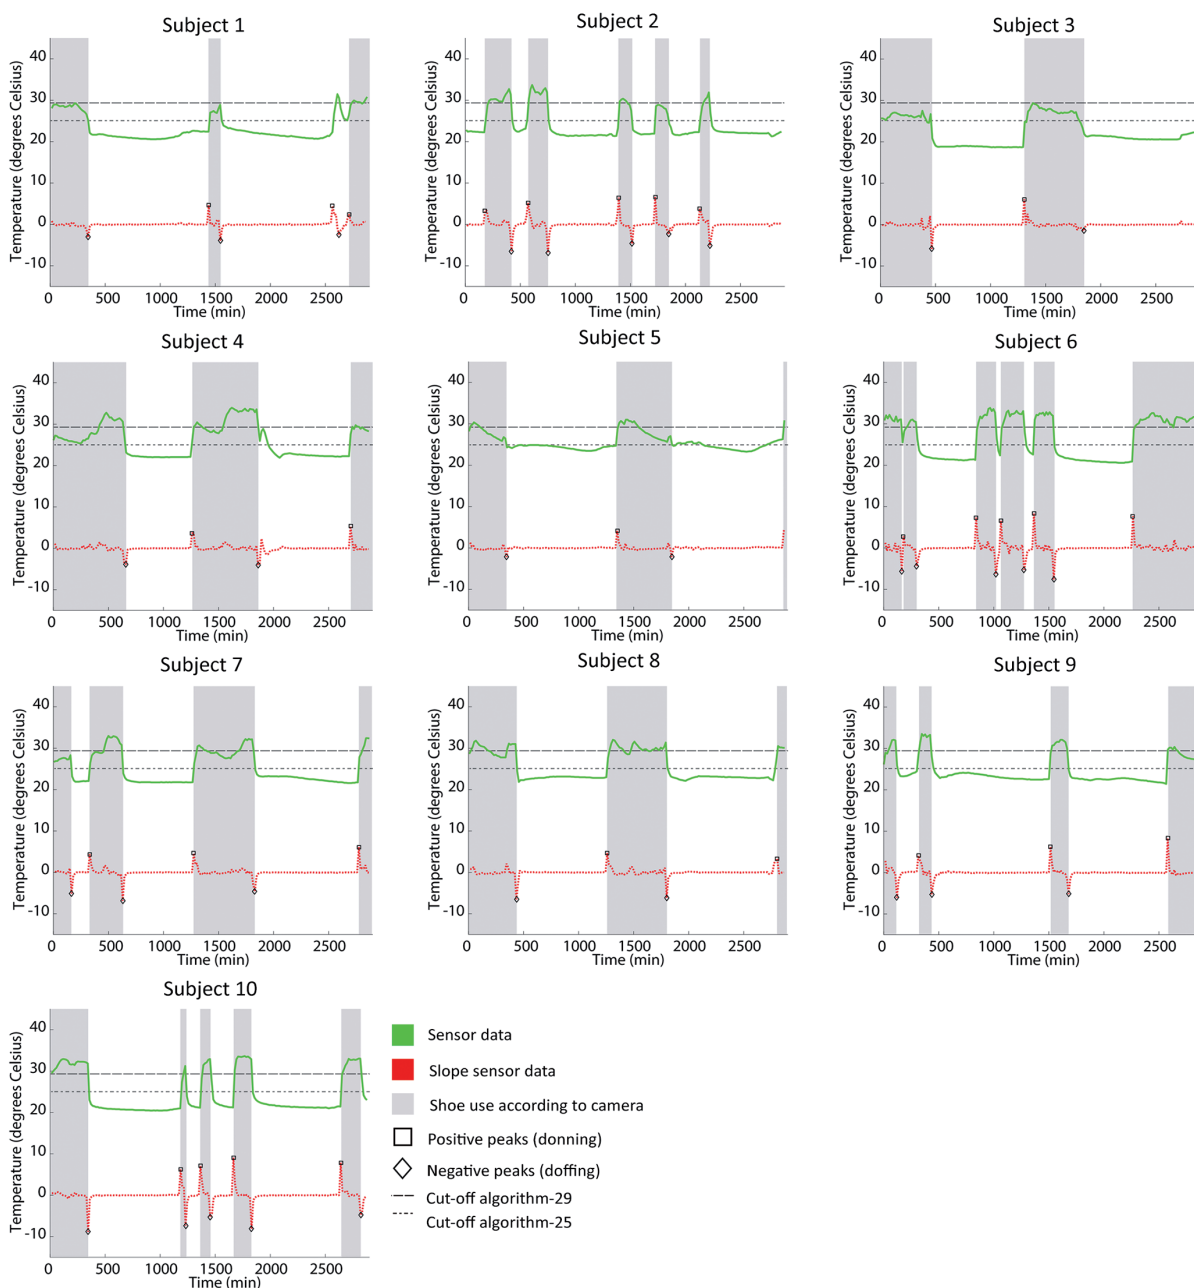 Subject 1
Temperature (degrees Celsius)
40
30
20
10
0
-10
0 500 1000 1500 2000 2500
Time (min)
Subject 2
Temperature (degrees Celsius)
40
30
20
10
0
-10
0 500 1000 1500 2000 2500
Time (min)
Subject 3
Temperature (degrees Celsius)
40
30
20
10
0
-10
0 500 1000 1500 2000 2500
Time (min)
Subject 4
Temperature (degrees Celsius)
40
30
20
10
0
-10
0 500 1000 1500 2000 2500
Time (min)
Subject 5
Temperature (degrees Celsius)
40
30
20
10
0
-10
0 500 1000 1500 2000 2500
Time (min)
Subject 6
Temperature (degrees Celsius)
40
30
20
10
0
-10
0 500 1000 1500 2000 2500
Time (min)
Subject 7
Temperature (degrees Celsius)
40
30
20
10
0
-10
0 500 1000 1500 2000 2500
Time (min)
Subject 8
Temperature (degrees Celsius)
40
30
20
10
0
-10
0 500 1000 1500 2000 2500
Time (min)
Subject 9
Temperature (degrees Celsius)
40
30
20
10
0
-10
0 500 1000 1500 2000 2500
Time (min)
Subject 10
Temperature (degrees Celsius)
40
30
20
10
0
-10
0 500 1000 1500 2000 2500
Time (min)
Sensor data
Slope sensor data
Shoe use according to camera
Positive peaks (donning)
Negative peaks (doffing)
Cut-off algorithm-29
Cut-off algorithm-25